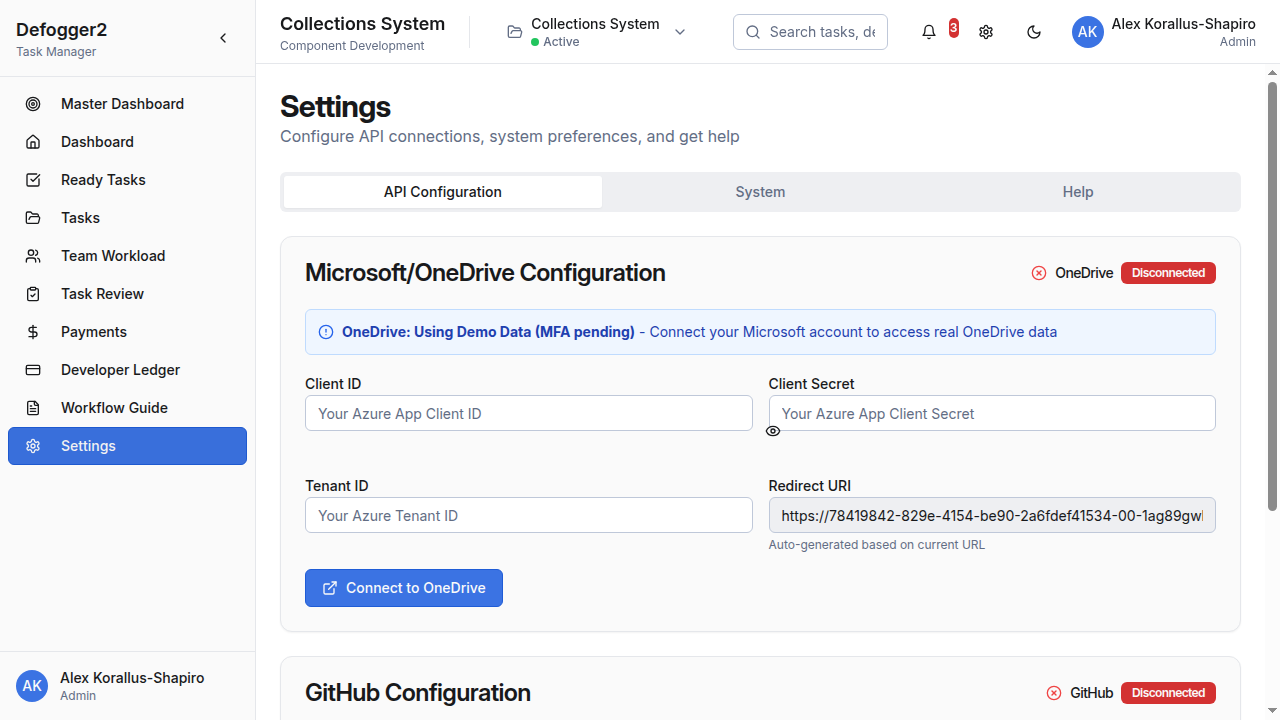 Defogger2
Task Manager
Master Dashboard
Dashboard
Ready Tasks
Tasks
Team Workload
Task Review
Payments
Developer Ledger
Workflow Guide
Settings
AK
Alex Korallus-Shapiro
Admin
Collections System
Component Development
Collections System
Active
Search tasks, de
3
AK
Alex Korallus-Shapiro
Admin
Settings
Configure API connections, system preferences, and get help
API Configuration
System
Help
Microsoft/OneDrive Configuration
OneDrive
Disconnected
OneDrive: Using Demo Data (MFA pending) - Connect your Microsoft account to access real OneDrive data
Client ID
Your Azure App Client ID
Client Secret
Your Azure App Client Secret
Tenant ID
Your Azure Tenant ID
Redirect URI
https://78419842-829e-4154-be90-2a6fdef41534-00-1ag89gw
Auto-generated based on current URL
Connect to OneDrive
GitHub Configuration
GitHub
Disconnected